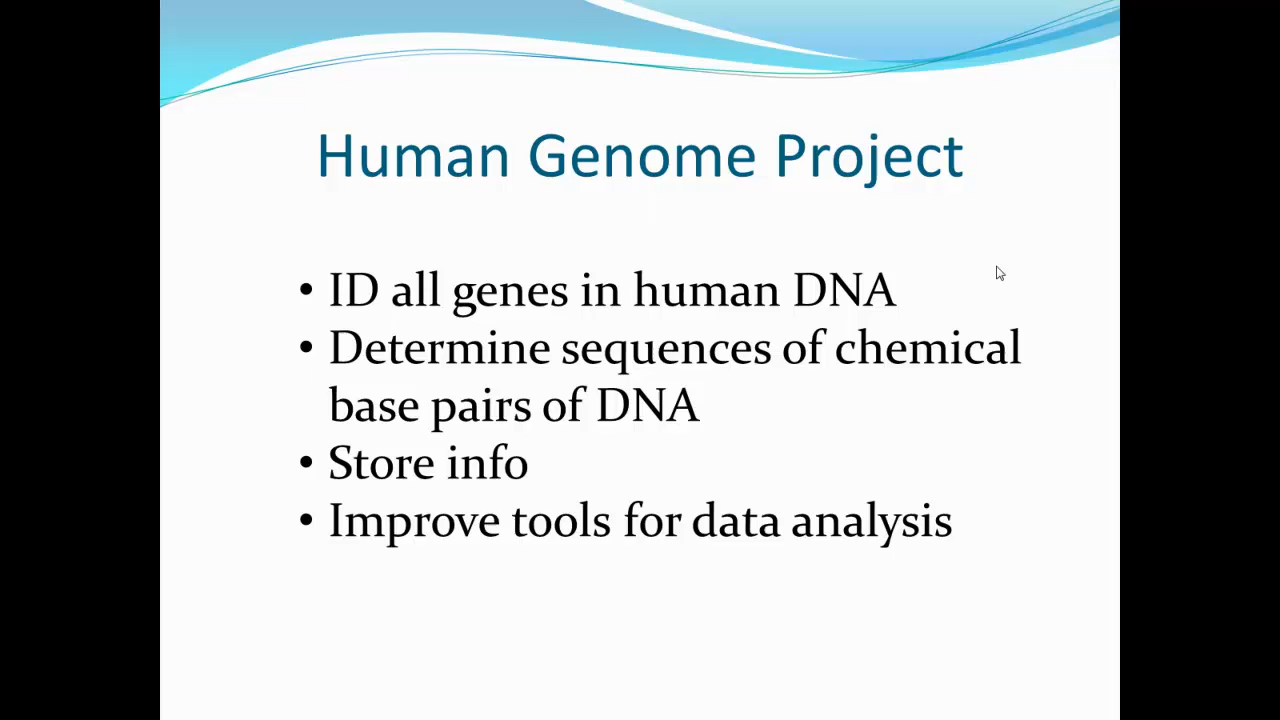 Human Genome Project
• ID all genes in human DNA
• Determine sequences of chemical
base pairs of DNA
• Store info
• Improve tools for data analysis